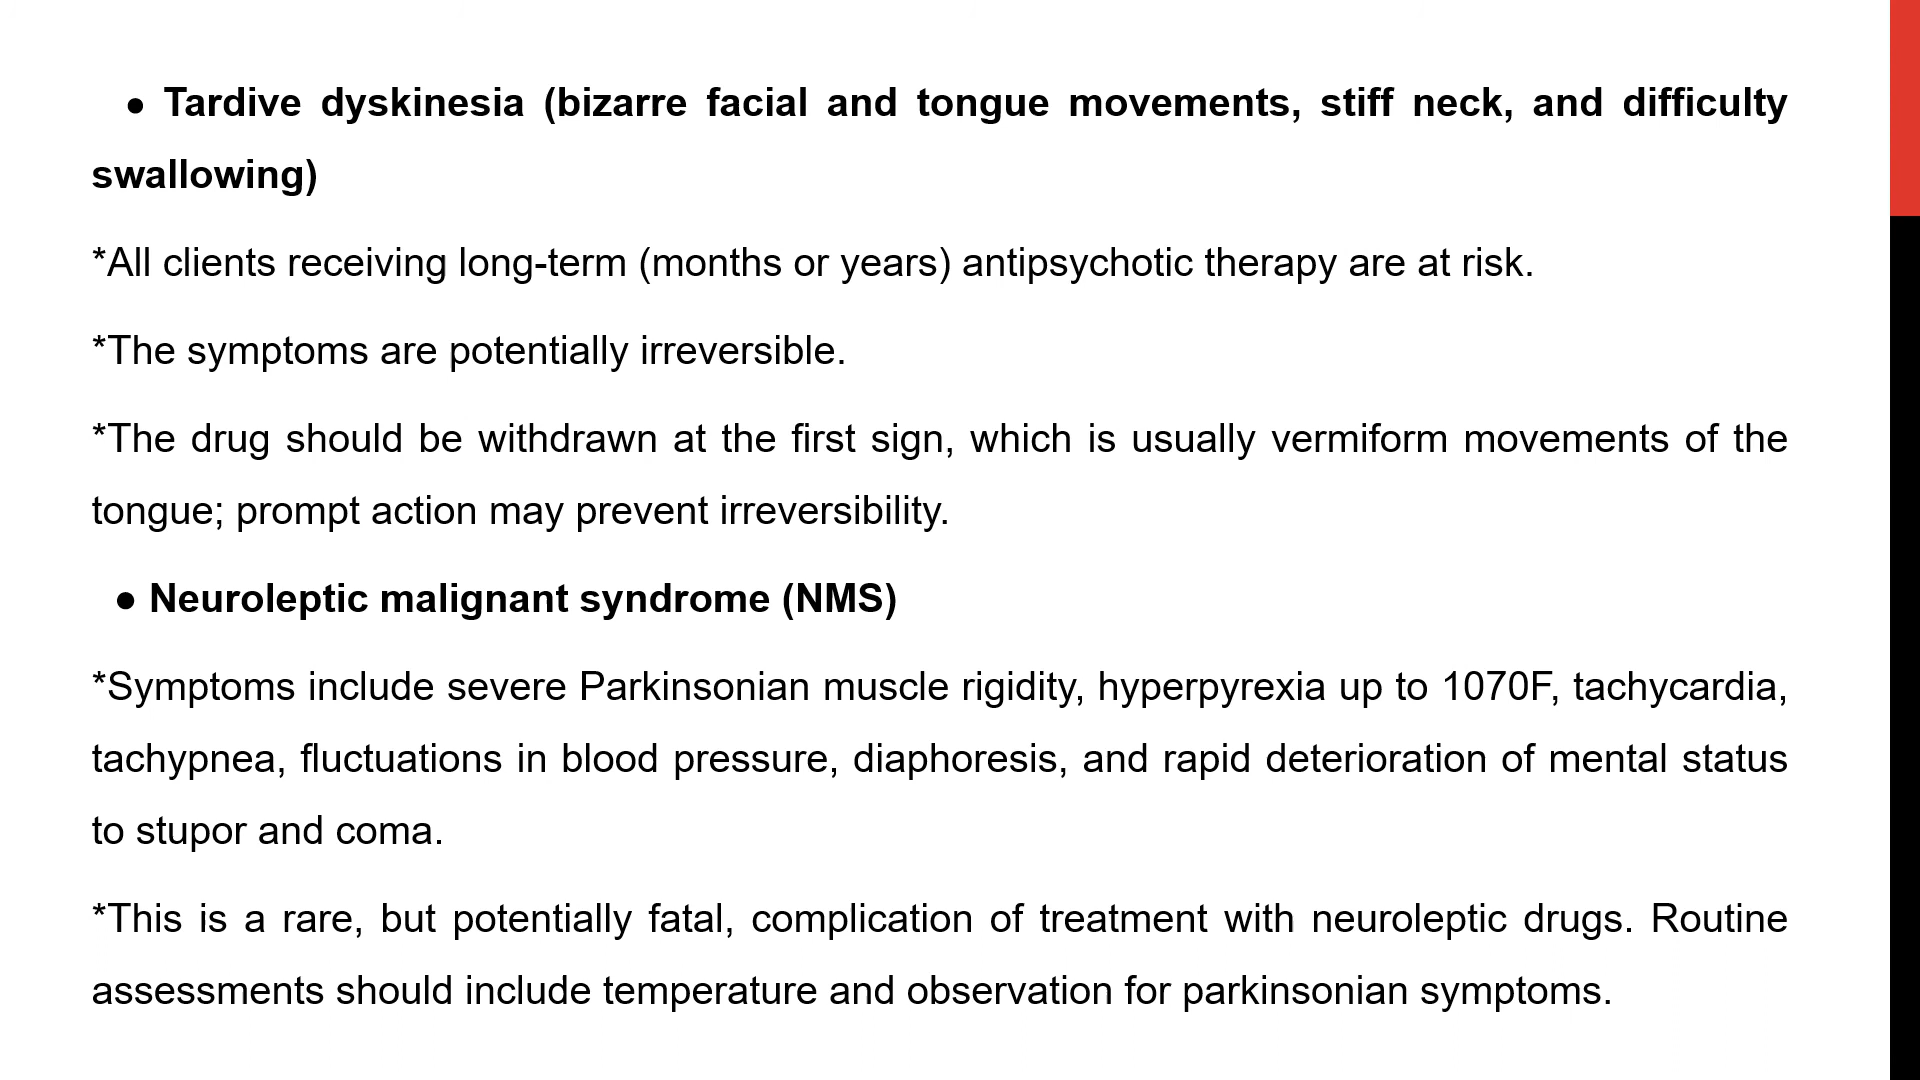 ● Tardive dyskinesia (bizarre facial and tongue movements, stiff neck, and difficulty
swallowing)
*All clients receiving long-term (months or years) antipsychotic therapy are at risk.
*The symptoms are potentially irreversible.
*The drug should be withdrawn at the first sign, which is usually vermiform movements of the
tongue; prompt action may prevent irreversibility.
● Neuroleptic malignant syndrome (NMS)
*Symptoms include severe Parkinsonian muscle rigidity, hyperpyrexia up to 1070F, tachycardia,
tachypnea, fluctuations in blood pressure, diaphoresis, and rapid deterioration of mental status
to stupor and coma.
*This is a rare, but potentially fatal, complication of treatment with neuroleptic drugs. Routine
assessments should include temperature and observation for parkinsonian symptoms.